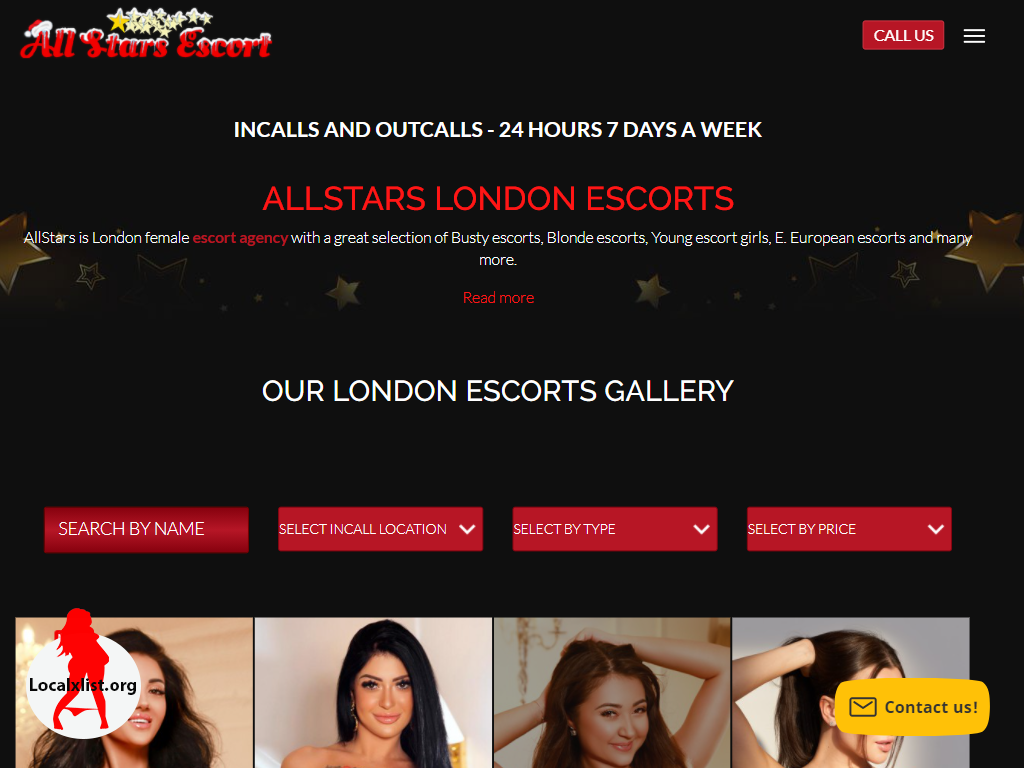 All Stars Escort
CALL US
INCALLS AND OUTCALLS - 24 HOURS 7 DAYS A WEEK
ALLSTARS LONDON ESCORTS
AllStars is London female escort agency with a great selection of Busty escorts, Blonde escorts, Young escort girls, E. European escorts and many
more.
Read more
OUR LONDON ESCORTS GALLERY
SEARCH BY NAME
SELECT INCALL LOCATION
SELECT BY TYPE
SELECT BY PRICE
Localxlist.org
Contact us!